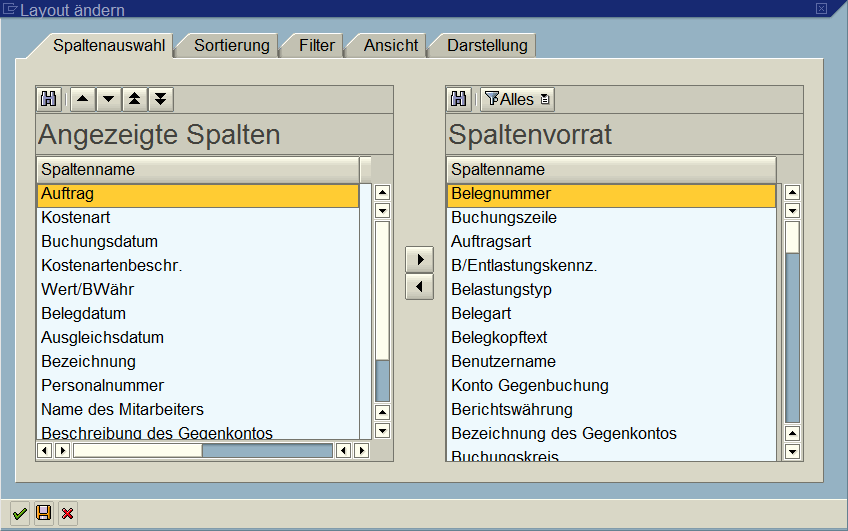 Layout ändern
Spaltenauswahl
Sortierung
Filter
Ansicht
Darstellung
Angezeigte Spalten
Spaltenname
Auftrag
Kostenart
Buchungsdatum
Kostenartenbeschr.
Wert/BWähr
Belegdatum
Ausgleichsdatum
Bezeichnung
Personalnummer
Name des Mitarbeiters
Beschreibung des Gegenkontos
Alles
Spaltenvorrat
Spaltenname
Belegnummer
Buchungszeile
Auftragsart
B/Entlastungskennz.
Belastungstyp
Belegart
Belegkopftext
Benutzername
Konto Gegenbuchung
Berichtswährung
Bezeichnung des Gegenkontos
Buchungskreis